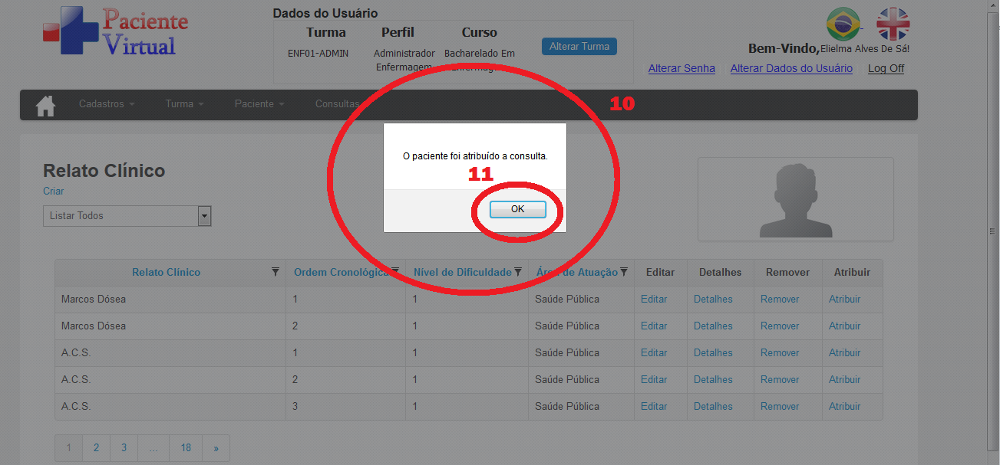 Paciente
Virtual
Dados do Usuário
Turma Perfil Curso
ENF01-ADMIN Administrador Bacharelado Em
Enfermagem Enfermagem
Alterar Turma
Bem-Vindo,Elielma Alves De Sá!
Alterar Senha Alterar Dados do Usuário Log Off
Cadastros Turma Paciente Consultas
10
O paciente foi atribuído a consulta.
11
OK
Relato Clínico
Criar
Listar Todos
Relato Clínico Ordem Cronológica Nível de Dificuldade Área de Atuação Editar Detalhes Remover Atribuir
Marcos Dósea 1 1 Saúde Pública Editar Detalhes Remover Atribuir
Marcos Dósea 2 1 Saúde Pública Editar Detalhes Remover Atribuir
A.C.S. 1 1 Saúde Pública Editar Detalhes Remover Atribuir
A.C.S. 2 1 Saúde Pública Editar Detalhes Remover Atribuir
A.C.S. 3 1 Saúde Pública Editar Detalhes Remover Atribuir
1 2 3 ... 18 »